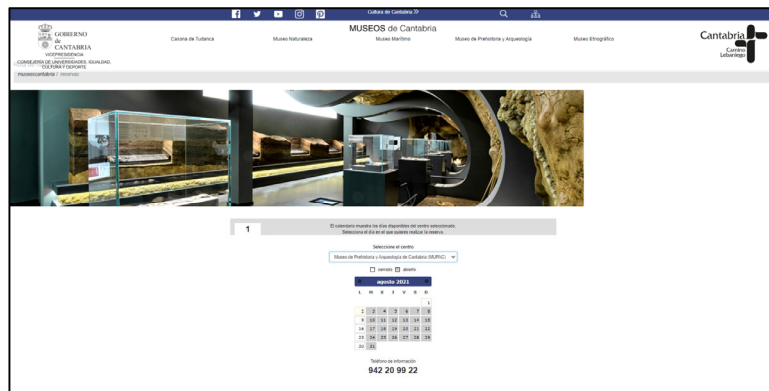 Cultura de Cantabria
MUSEOS de Cantabria
GOBIERNO
de
CANTABRIA
VICEPRESIDENCIA
CONSEJERÍA DE UNIVERSIDADES, IGUALDAD,
CULTURA Y DEPORTE
Casona de Tudanca
Museo Naturaleza
Museo Marítimo
Museo de Prehistoria y Arqueología
Museo Etnográfico
Cantabria
Camino
Lebaniego
museoscantabria / reservas
1
El calendario muestra los días disponibles del centro seleccionado.
Selecciona el día en el que quieres realizar la reserva.
Seleccione el centro
Museo de Prehistoria y Arqueología de Cantabria (MUPAC)
cerrado abierto
agosto 2021
L M X J V S D
1
2 3 4 5 6 7 8
9 10 11 12 13 14 15
16 17 18 19 20 21 22
23 24 25 26 27 28 29
30 31
Teléfono de información
942 20 99 22